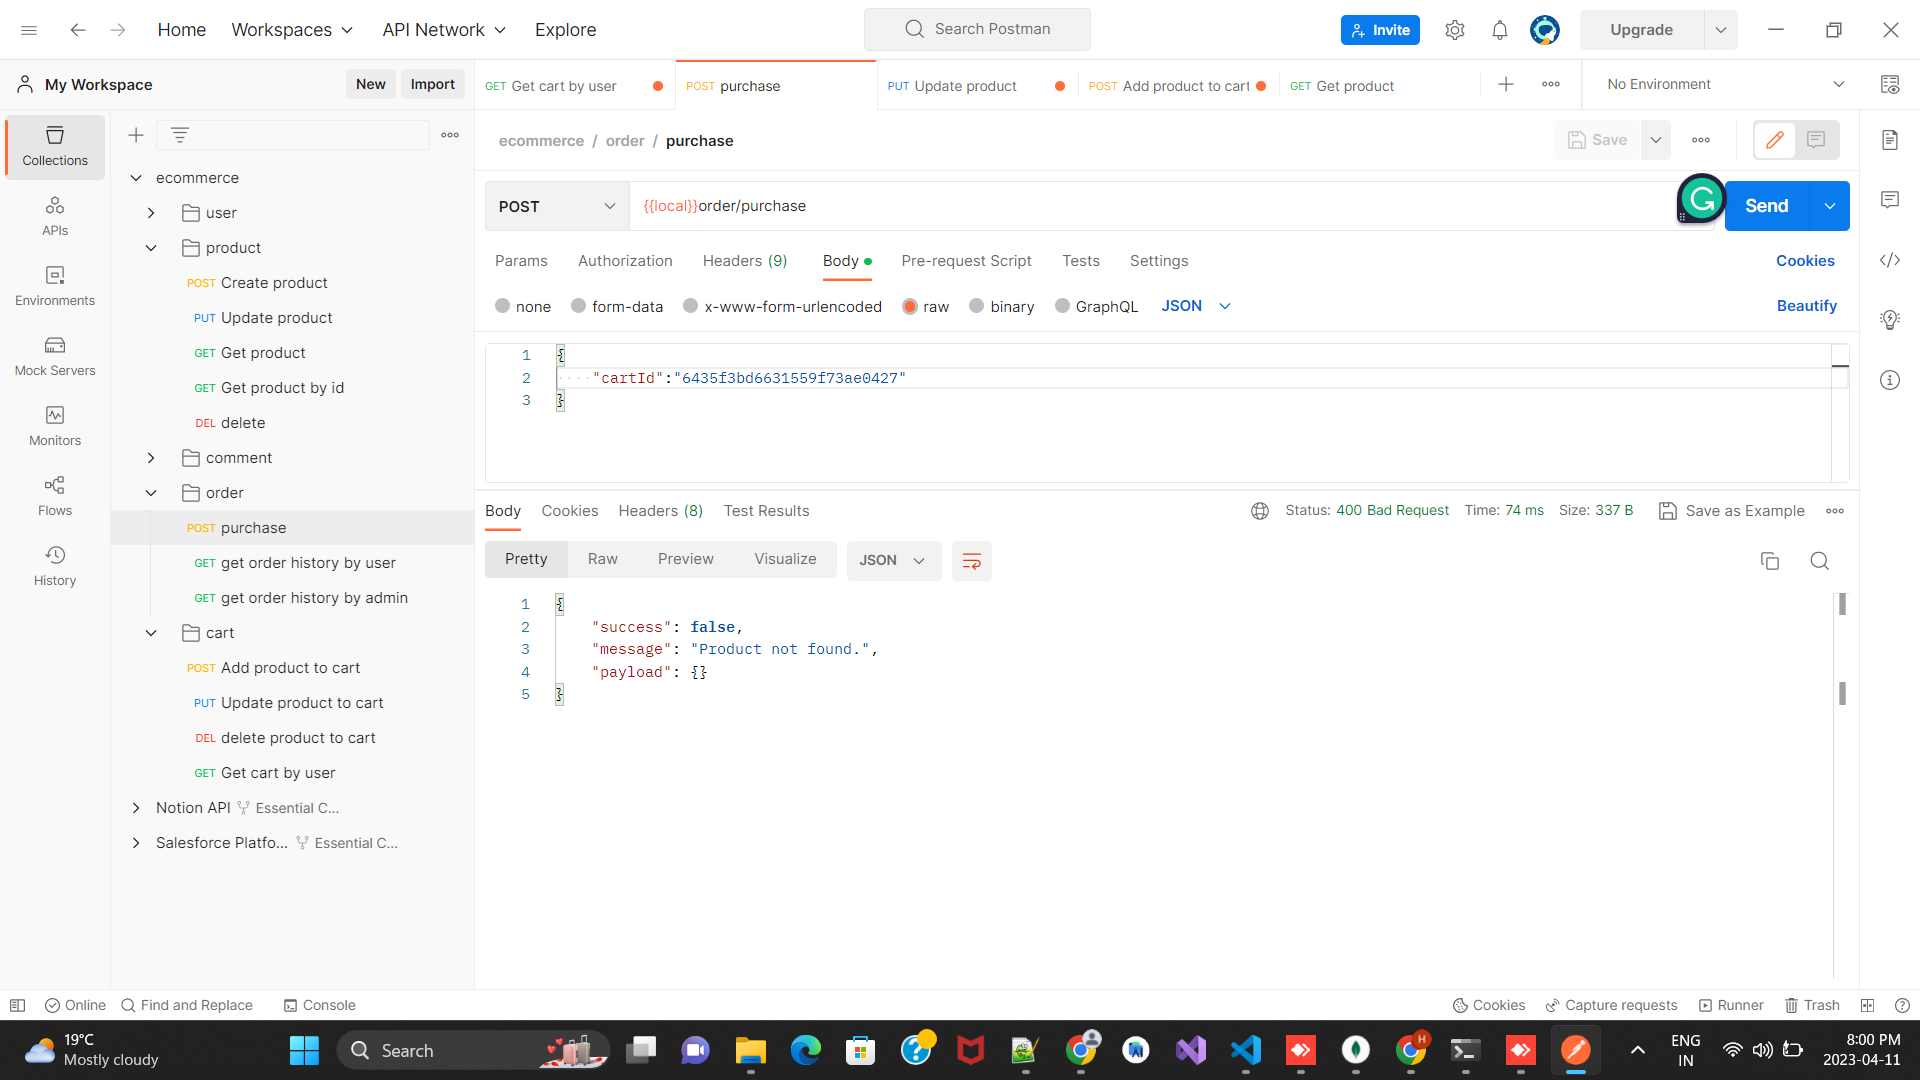 Home
Workspaces
API Network
Explore
Search Postman
Invite
Upgrade
My Workspace
New
Import
GET Get cart by user
POST purchase
PUT Update product
POST Add product to cart
GET Get product
No Environment
Collections
APIs
Environments
Mock Servers
Monitors
Flows
History
ecommerce
user
product
POST Create product
PUT Update product
GET Get product
GET Get product by id
DEL delete
comment
order
POST purchase
GET get order history by user
GET get order history by admin
cart
POST Add product to cart
PUT Update product to cart
DEL delete product to cart
GET Get cart by user
Notion API Essential C...
Salesforce Platfo... Essential C...
ecommerce / order / purchase
Save
POST
{{local}}order/purchase
Send
Params
Authorization
Headers (9)
Body
Pre-request Script
Tests
Settings
Cookies
none
form-data
x-www-form-urlencoded
raw
binary
GraphQL
JSON
Beautify
1 {
2 ····"cartId":"6435f3bd6631559f73ae0427"
3 }
Body
Cookies
Headers (8)
Test Results
Status: 400 Bad Request
Time: 74 ms
Size: 337 B
Save as Example
Pretty
Raw
Preview
Visualize
JSON
1 {
2 "success": false,
3 "message": "Product not found.",
4 "payload": {}
5 }
Online
Find and Replace
Console
Cookies
Capture requests
Runner
Trash
19°C
Mostly cloudy
Search
H
ENG
IN
8:00 PM
2023-04-11